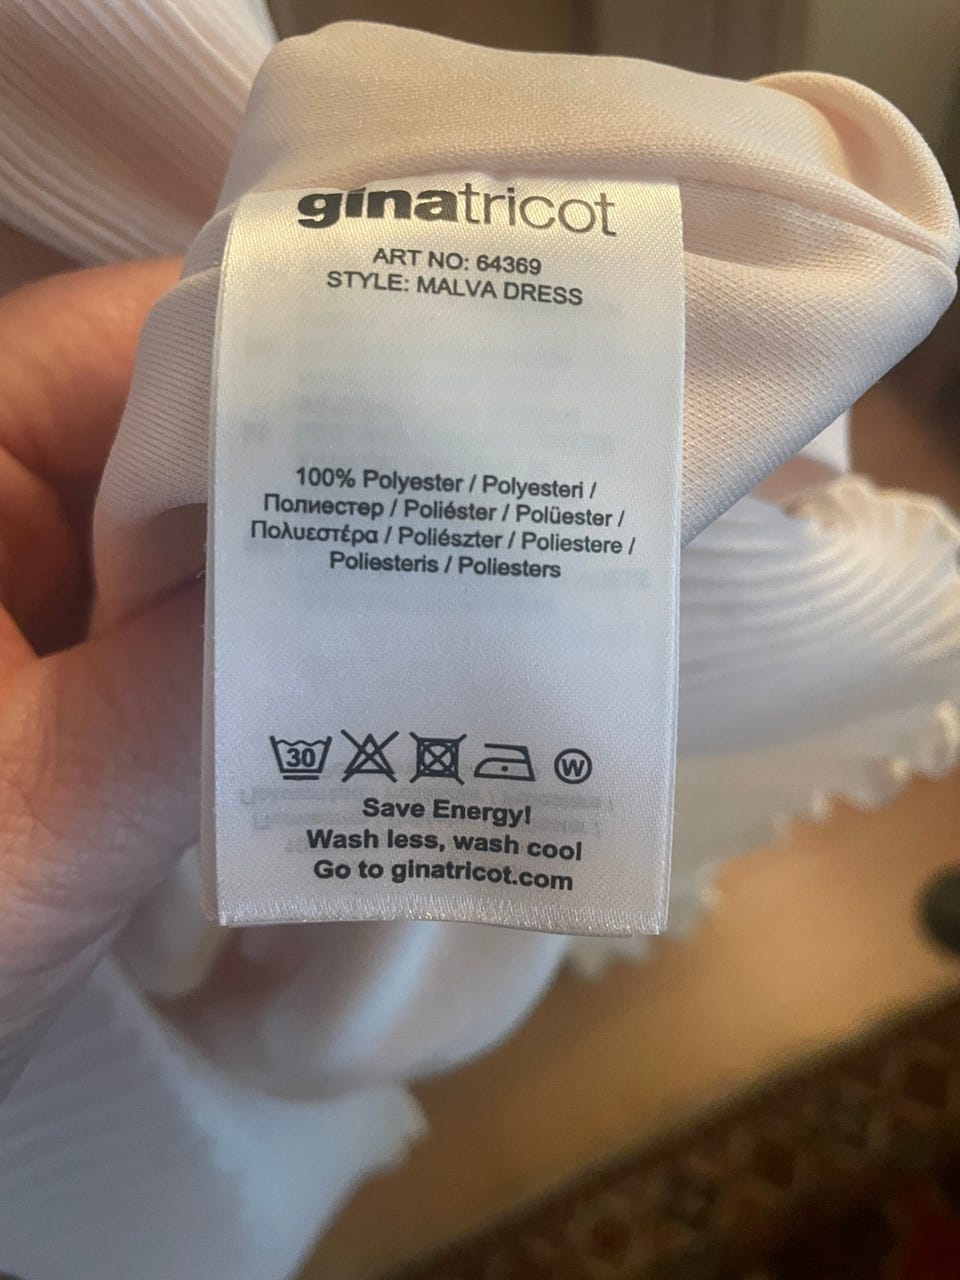 ginatricot
ART NO: 64369
STYLE: MALVA DRESS
100% Polyester / Polyesteri /
Полиестер / Poliéster / Polüester /
Πολυεστέρα / Poliészter / Poliestere /
Poliesteris / Poliesters
30
W
Save Energy!
Wash less, wash cool
Go to ginatricot.com